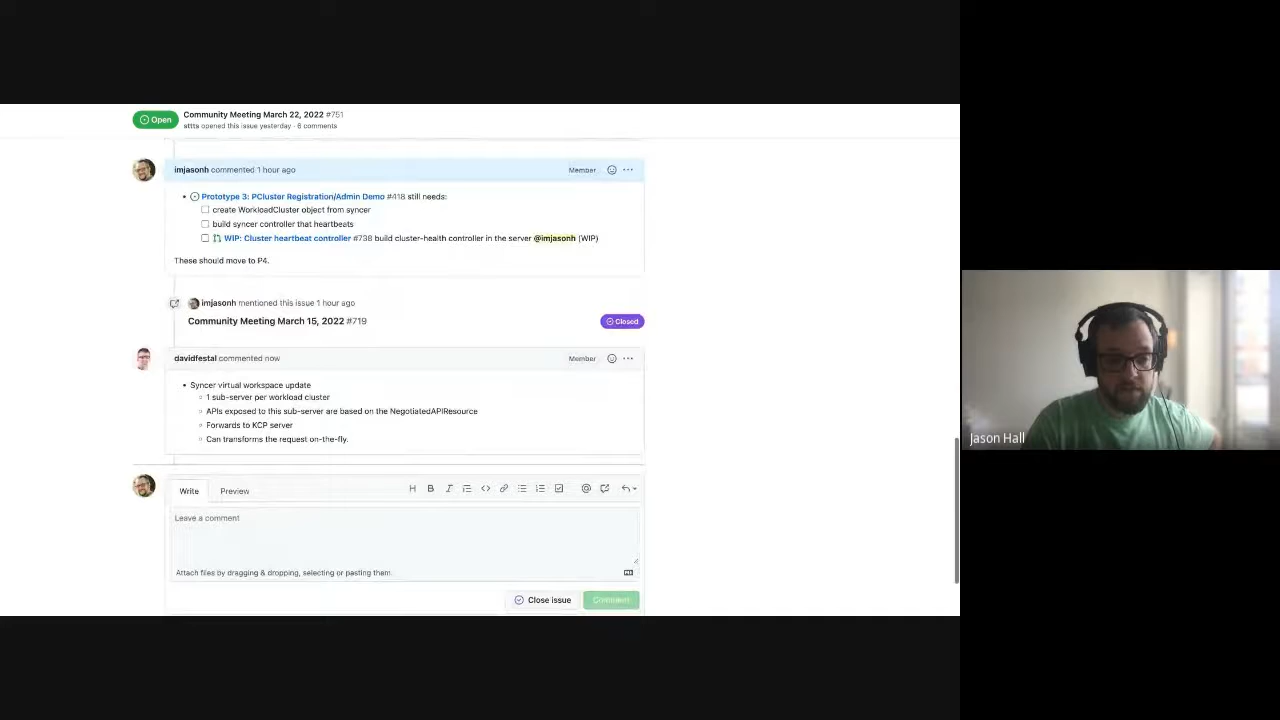 Open
Community Meeting March 22, 2022 #751
sttts opened this issue yesterday · 6 comments
imjasonh commented 1 hour ago
Member
Prototype 3: PCluster Registration/Admin Demo #418 still needs:
create WorkloadCluster object from syncer
build syncer controller that heartbeats
WIP: Cluster heartbeat controller #738 build cluster-health controller in the server @imjasonh (WIP)
These should move to P4.
imjasonh mentioned this issue 1 hour ago
Community Meeting March 15, 2022 #719
Closed
davidfestal commented now
Member
Syncer virtual workspace update
1 sub-server per workload cluster
APIs exposed to this sub-server are based on the NegotiatedAPIResource
Forwards to KCP server
Can transforms the request on-the-fly.
Write
Preview
Leave a comment
Attach files by dragging & dropping, selecting or pasting them.
Close issue
Comment
Jason Hall